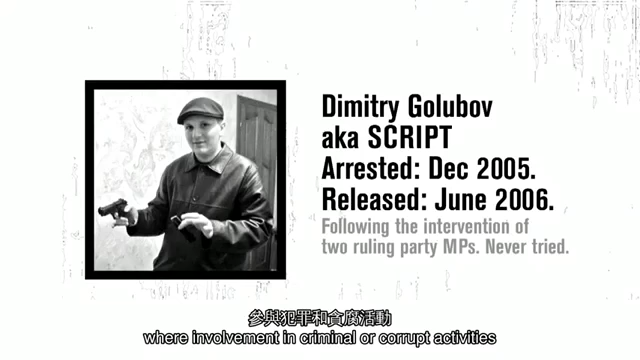 Dimitry Golubov
aka SCRIPT
Arrested: Dec 2005.
Released: June 2006.
Following the intervention of
two ruling party MPs. Never tried.
參與犯罪和貪腐活動
where involvement in criminal or corrupt activities